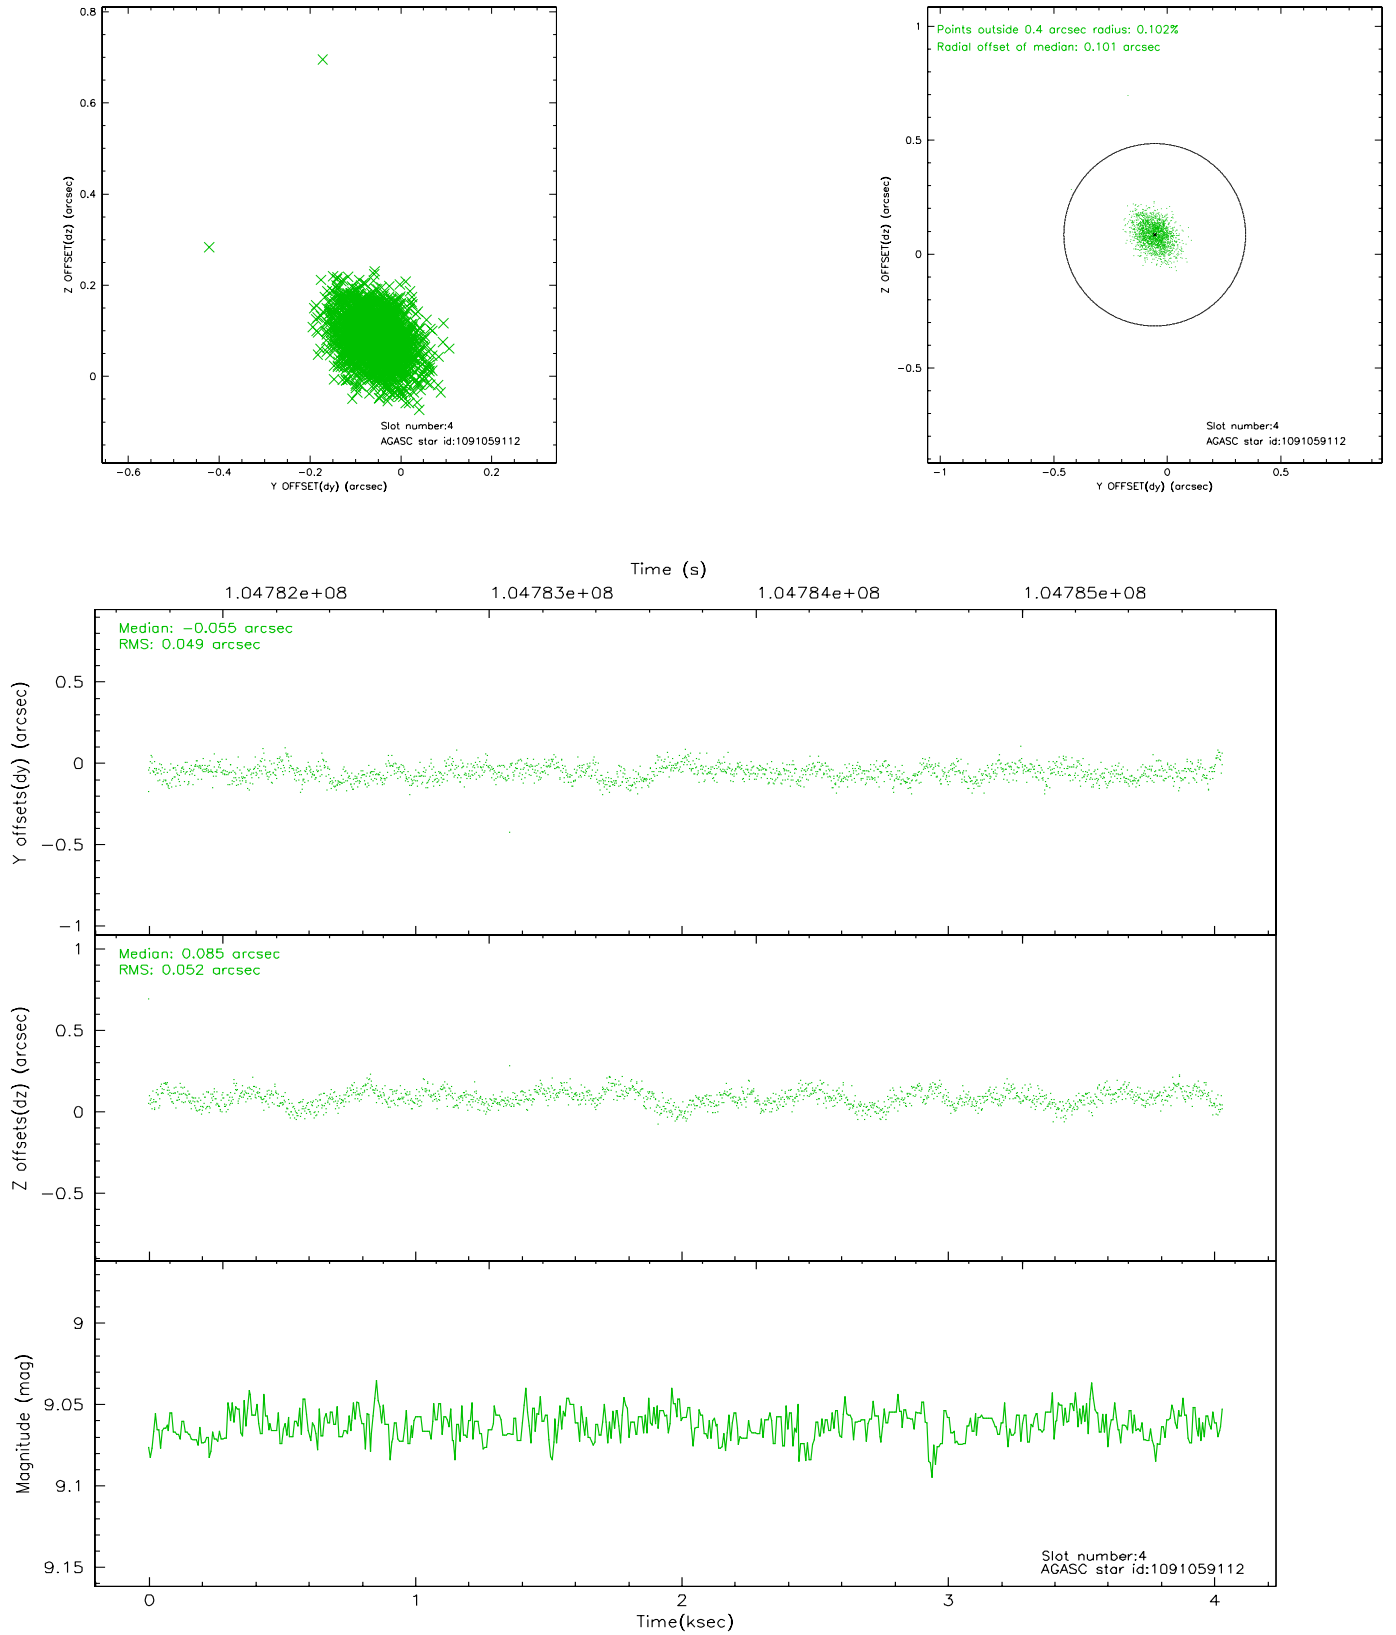 0.8
0.6
0.4
0.2
0
Z OFFSET(dz) (arcsec)
Slot number:4
AGASC star id:1091059112
−0.6 −0.4 −0.2 0 0.2
Y OFFSET(dy) (arcsec)
Points outside 0.4 arcsec radius: 0.102%
Radial offset of median: 0.101 arcsec
1
0.5
0
−0.5
Z OFFSET(dz) (arcsec)
Slot number:4
AGASC star id:1091059112
−1 −0.5 0 0.5
Y OFFSET(dy) (arcsec)
Time (s)
1.04782e+08 1.04783e+08 1.04784e+08 1.04785e+08
Median: −0.055 arcsec
RMS: 0.049 arcsec
0.5
0
−0.5
−1
Y offsets(dy) (arcsec)
Median: 0.085 arcsec
RMS: 0.052 arcsec
1
0.5
0
−0.5
Z offsets(dz) (arcsec)
9
9.05
9.1
9.15
Magnitude (mag)
Slot number:4
AGASC star id:1091059112
0 1 2 3 4
Time(ksec)